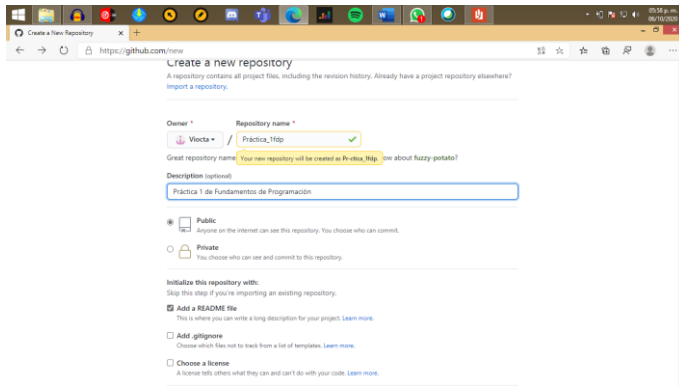 05:58 p. m.
06/10/2020
Create a New Repository
https://github.com/new
Create a new repository
A repository contains all project files, including the revision history. Already have a project repository elsewhere?
Import a repository.
Owner * Repository name *
Viocta / Práctica_1fdp
Great repository name Your new repository will be created as Pr-ctica_1fdp. ow about fuzzy-potato?
Description (optional)
Práctica 1 de Fundamentos de Programación
Public
Anyone on the internet can see this repository. You choose who can commit.
Private
You choose who can see and commit to this repository.
Initialize this repository with:
Skip this step if you're importing an existing repository.
Add a README file
This is where you can write a long description for your project. Learn more.
Add .gitignore
Choose which files not to track from a list of templates. Learn more.
Choose a license
A license tells others what they can and can't do with your code. Learn more.